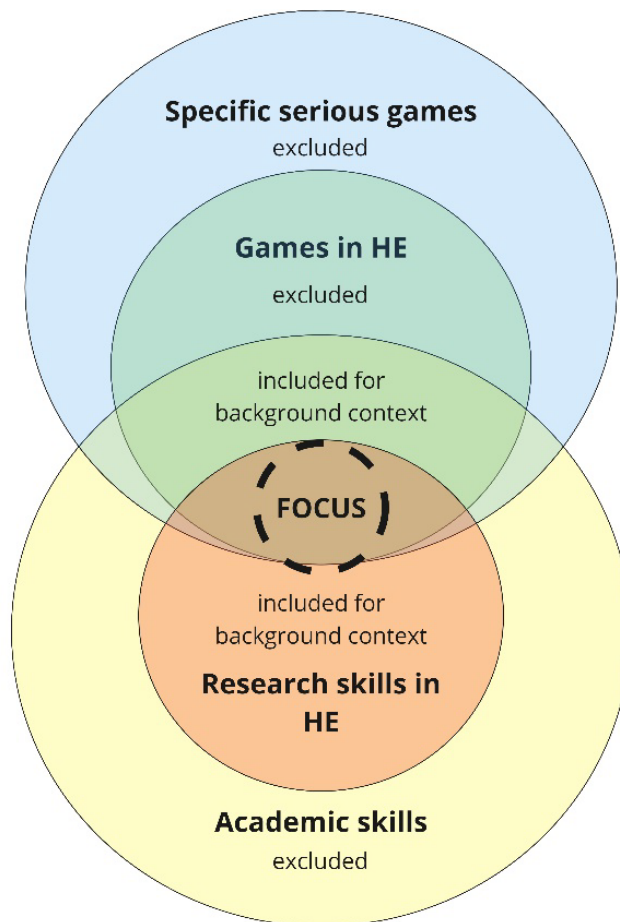 Specific serious games
excluded
Games in HE
excluded
included for
background context
FOCUS
included for
background context
Research skills in
HE
Academic skills
excluded